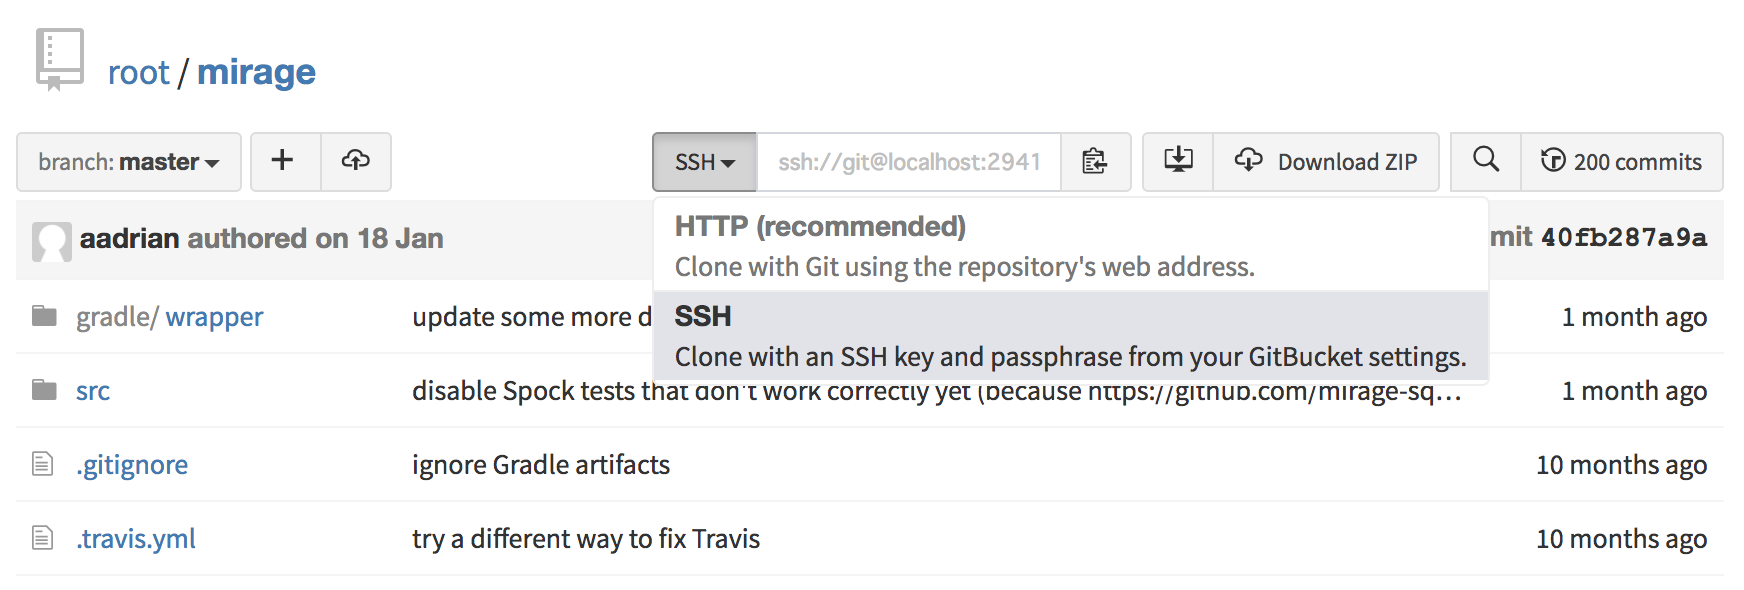 root / mirage
branch: master
SSH ssh://git@localhost:2941 Download ZIP 200 commits
aadrian authored on 18 Jan
mit 40fb287a9a
HTTP (recommended)
Clone with Git using the repository's web address.
SSH
Clone with an SSH key and passphrase from your GitBucket settings.
gradle/ wrapper update some more d 1 month ago
src disable Spock tests that don't work correctly yet (because https://github.com/mirage-sq… 1 month ago
.gitignore ignore Gradle artifacts 10 months ago
.travis.yml try a different way to fix Travis 10 months ago